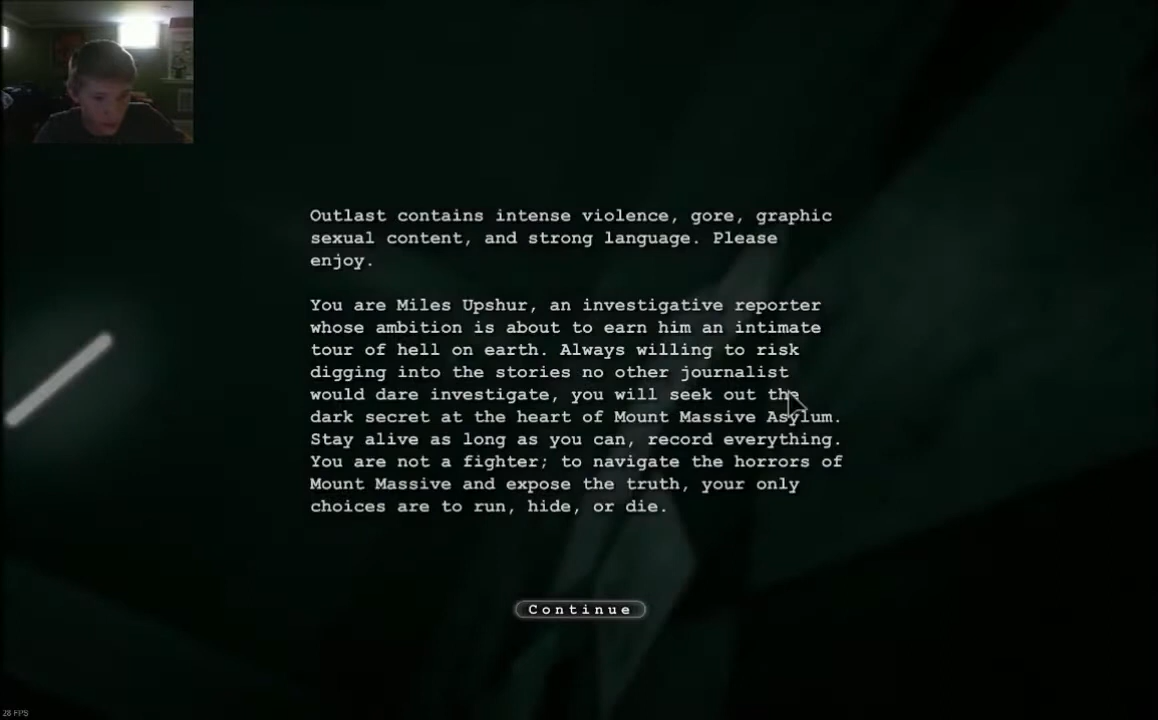 Outlast contains intense violence, gore, graphic
sexual content, and strong language. Please
enjoy.
You are Miles Upshur, an investigative reporter
whose ambition is about to earn him an intimate
tour of hell on earth. Always willing to risk
digging into the stories no other journalist
would dare investigate, you will seek out the
dark secret at the heart of Mount Massive Asylum.
Stay alive as long as you can, record everything.
You are not a fighter; to navigate the horrors of
Mount Massive and expose the truth, your only
choices are to run, hide, or die.
Continue
28 FPS